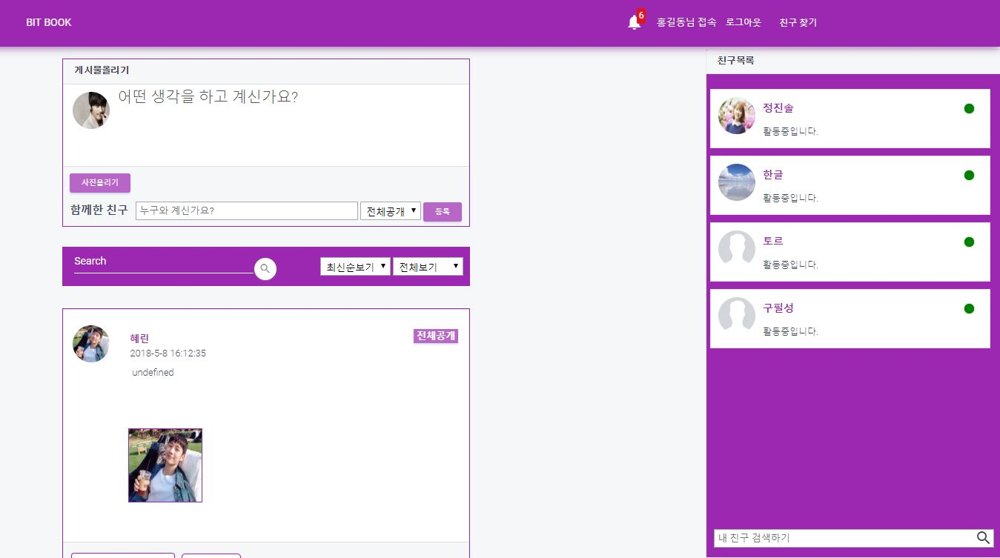 BIT BOOK
6
홍길동님 접속 로그아웃 친구 찾기
게시물올리기
어떤 생각을 하고 계신가요?
사진올리기
함께한 친구 누구와 계신가요? 전체공개 등록
Search 최신순보기 전체보기
혜린 전체공개
2018-5-8 16:12:35
undefined
친구목록
정진솔
활동중입니다.
한글
활동중입니다.
토르
활동중입니다.
구필성
활동중입니다.
내 친구 검색하기